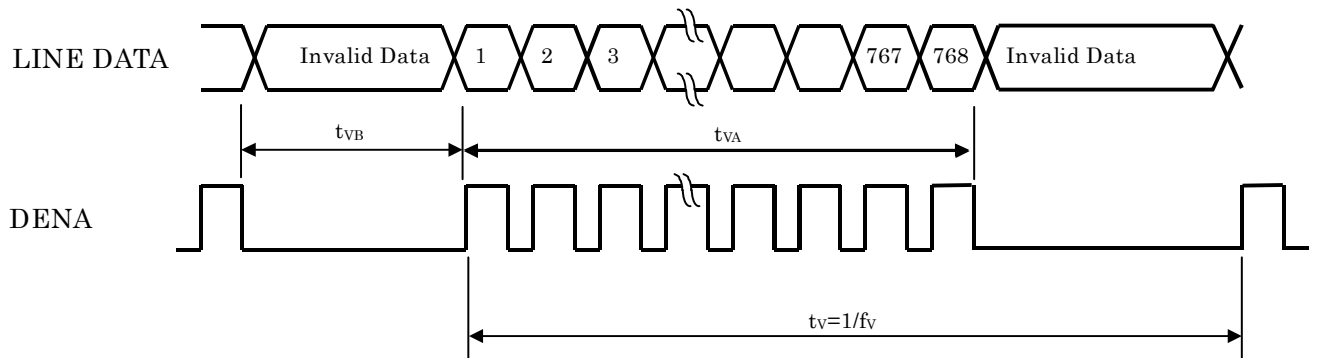 LINE DATA Invalid Data 1 2 3 767 768 Invalid Data
tVB tVA
DENA
tV=1/fV